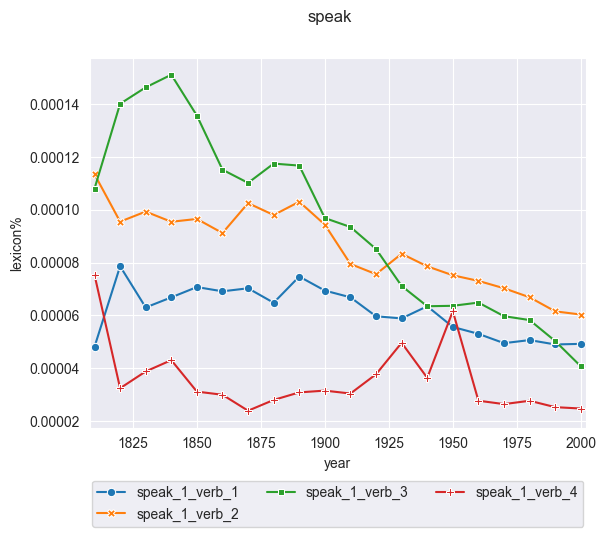 speak
0.00014
0.00012
0.00010
0.00008
0.00006
0.00004
0.00002
lexicon%
1825 1850 1875 1900 1925 1950 1975 2000
year
speak_1_verb_1 speak_1_verb_3 speak_1_verb_4
speak_1_verb_2